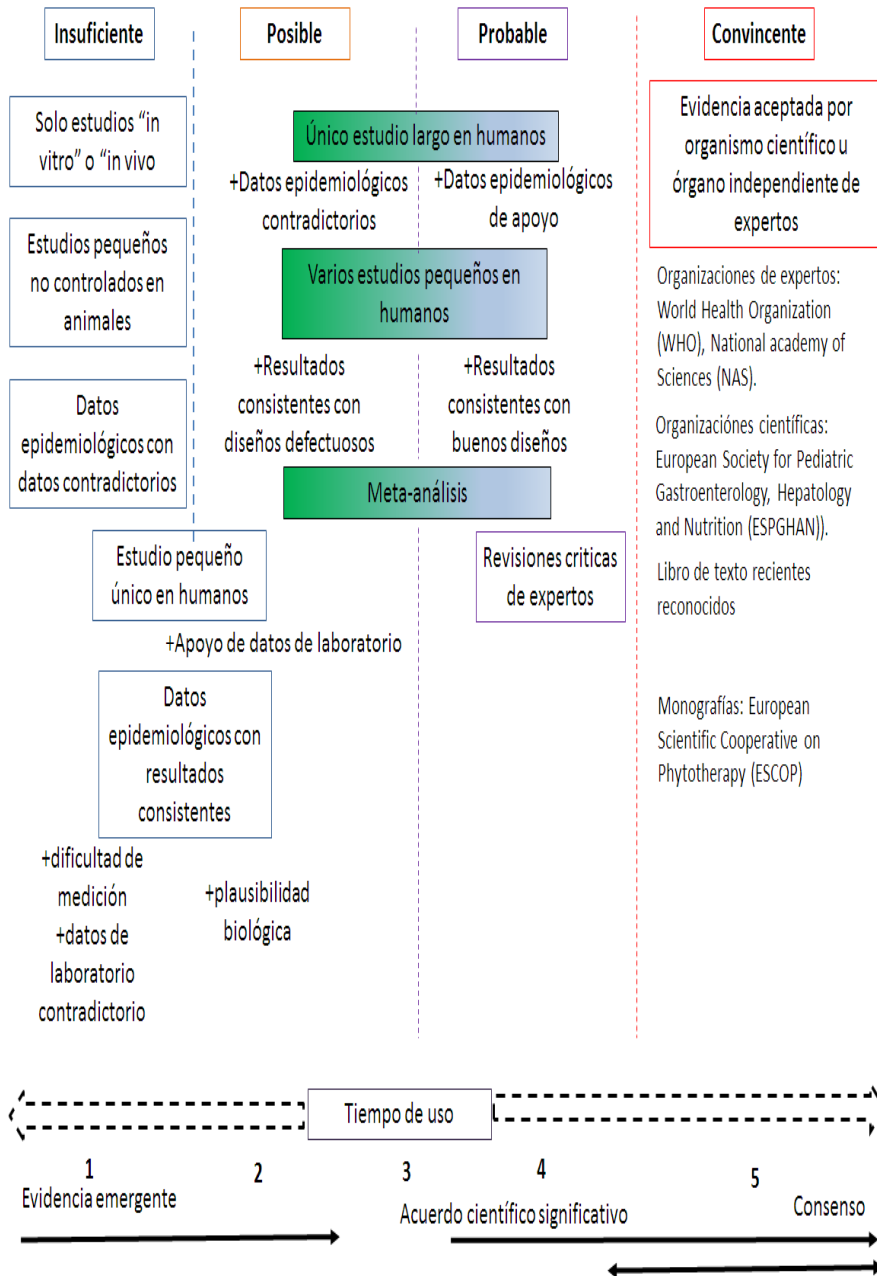 Insuficiente
Posible
Probable
Convincente
Solo estudios “in
vitro” o “in vivo
Estudios pequeños
no controlados en
animales
Datos
epidemiológicos con
datos contradictorios
Único estudio largo en humanos
+Datos epidemiológicos
contradictorios
+Datos epidemiológicos
de apoyo
Varios estudios pequeños en
humanos
+Resultados
consistentes con
diseños defectuosos
+Resultados
consistentes con
buenos diseños
Meta-análisis
Estudio pequeño
único en humanos
+Apoyo de datos de laboratorio
Revisiones criticas
de expertos
Datos
epidemiológicos con
resultados
consistentes
+dificultad de
medición
+datos de
laboratorio
contradictorio
+plausibilidad
biológica
Evidencia aceptada por
organismo científico u
órgano independiente de
expertos
Organizaciones de expertos:
World Health Organization
(WHO), National academy of
Sciences (NAS).
Organizaciónes científicas:
European Society for Pediatric
Gastroenterology, Hepatology
and Nutrition (ESPGHAN)).
Libro de texto recientes
reconocidos
Monografías: European
Scientific Cooperative on
Phytotherapy (ESCOP)
Tiempo de uso
1
2
3
4
5
Evidencia emergente
Acuerdo científico significativo
Consenso